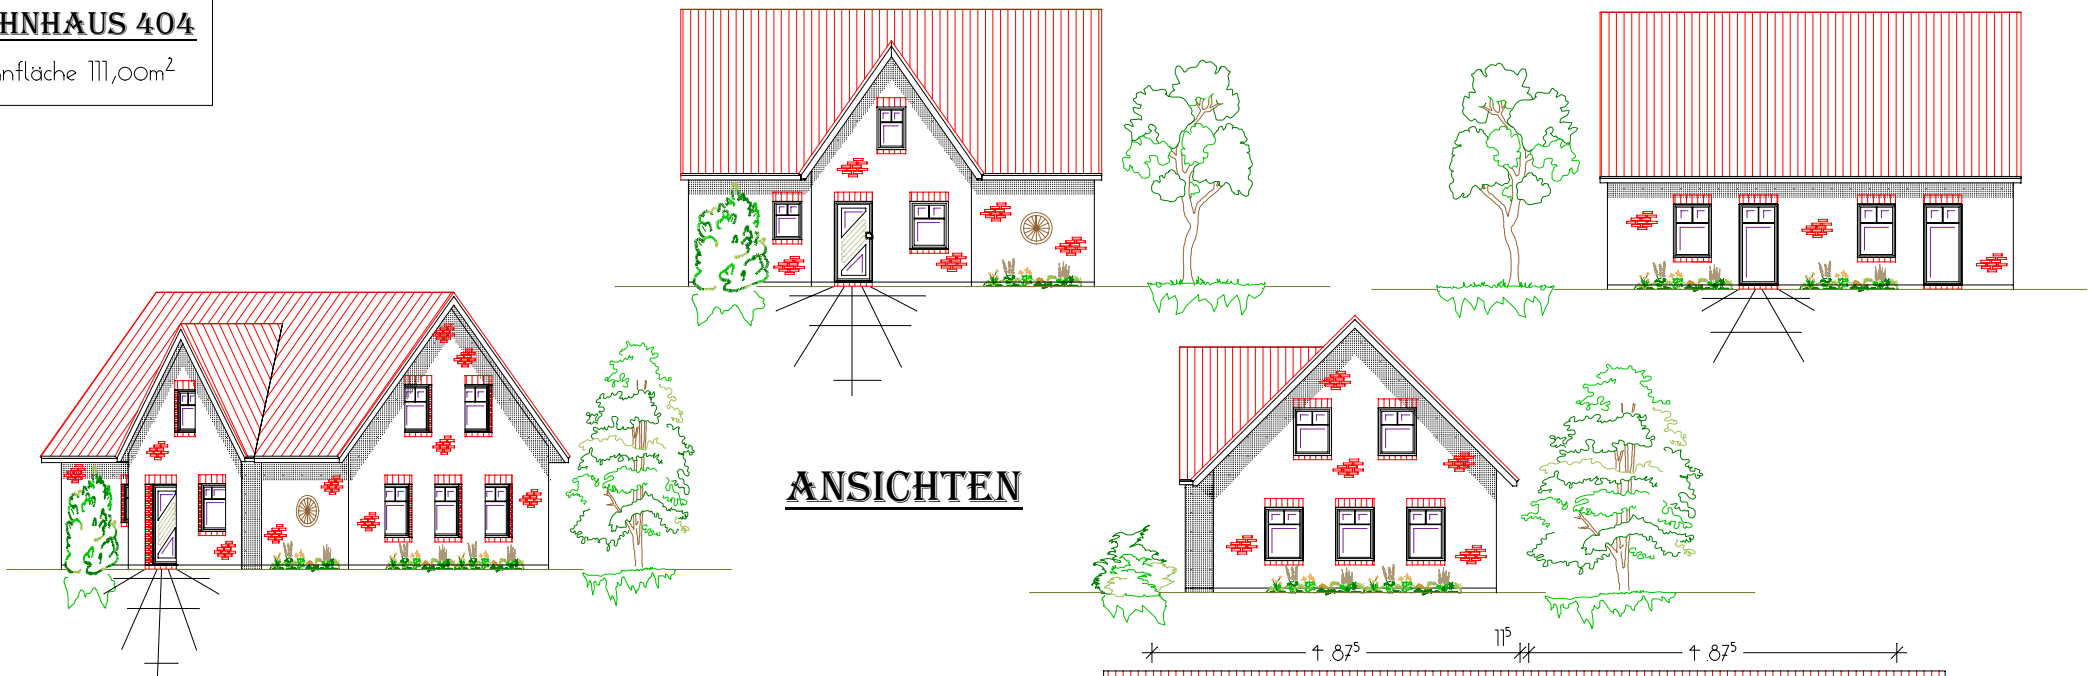 HNHAUS 404
nfläche 111,00m²
ANSICHTEN
11⁵
4.87⁵ 4.87⁵